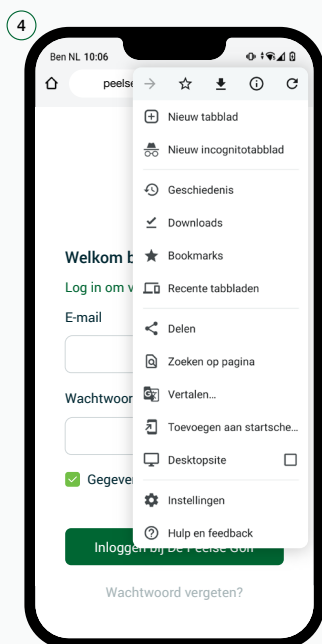 4
Ben NL 10:06
peelse
Nieuw tabblad
Nieuw incognitotabblad
Geschiedenis
Downloads
Bookmarks
Recente tabbladen
Delen
Zoeken op pagina
Vertalen...
Toevoegen aan startsche...
Desktopsite
Instellingen
Hulp en feedback
Welkom b
Log in om v
E-mail
Wachtwoor
Gegeve
Inloggen bij De Peelse Golf
Wachtwoord vergeten?